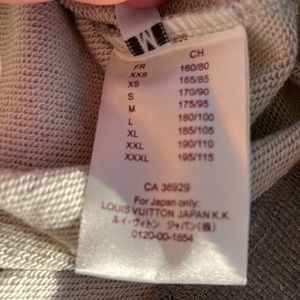 M
FR CH
XXS 160/80
XS 165/85
S 170/90
M 175/95
L 180/100
XL 185/105
XXL 190/110
XXXL 195/115
CA 36929
For Japan only:
LOUIS VUITTON JAPAN K.K.
ルイ・ヴィトン ジャパン(株)
0120-00-1854